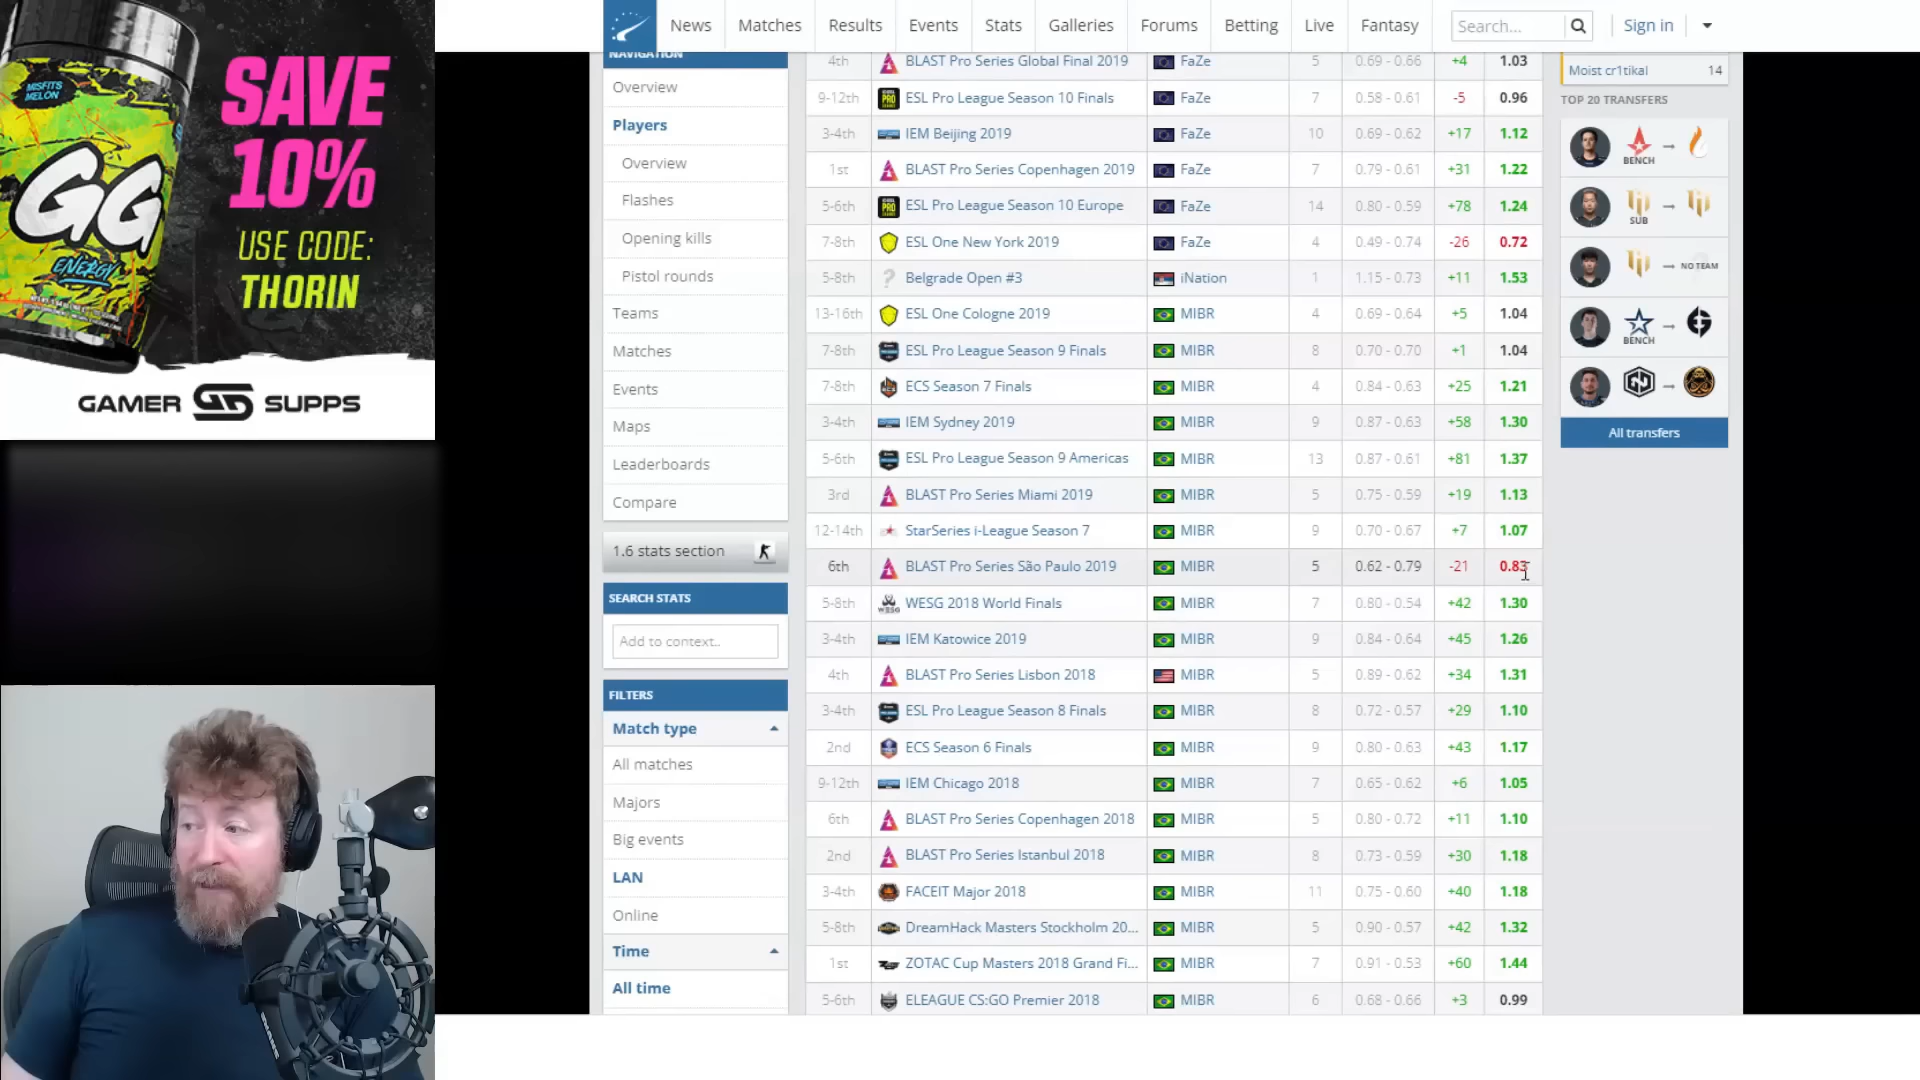 MISFITS
MELON
GG
ENERGY
SAVE
10%
USE CODE:
THORIN
GAMER SUPPS
News
Matches
Results
Events
Stats
Galleries
Forums
Betting
Live
Fantasy
Search...
Sign in
NAVIGATION
Overview
Players
Overview
Flashes
Opening kills
Pistol rounds
Teams
Matches
Events
Maps
Leaderboards
Compare
1.6 stats section
SEARCH STATS
Add to context..
FILTERS
Match type
All matches
Majors
Big events
LAN
Online
Time
All time
4th BLAST Pro Series Global Final 2019 FaZe 5 0.69 - 0.66 +4 1.03
9-12th ESL Pro League Season 10 Finals FaZe 7 0.58 - 0.61 -5 0.96
3-4th IEM Beijing 2019 FaZe 10 0.69 - 0.62 +17 1.12
1st BLAST Pro Series Copenhagen 2019 FaZe 7 0.79 - 0.61 +31 1.22
5-6th ESL Pro League Season 10 Europe FaZe 14 0.80 - 0.59 +78 1.24
7-8th ESL One New York 2019 FaZe 4 0.49 - 0.74 -26 0.72
5-8th Belgrade Open #3 iNation 1 1.15 - 0.73 +11 1.53
13-16th ESL One Cologne 2019 MIBR 4 0.69 - 0.64 +5 1.04
7-8th ESL Pro League Season 9 Finals MIBR 8 0.70 - 0.70 +1 1.04
7-8th ECS Season 7 Finals MIBR 4 0.84 - 0.63 +25 1.21
3-4th IEM Sydney 2019 MIBR 9 0.87 - 0.63 +58 1.30
5-6th ESL Pro League Season 9 Americas MIBR 13 0.87 - 0.61 +81 1.37
3rd BLAST Pro Series Miami 2019 MIBR 5 0.75 - 0.59 +19 1.13
12-14th StarSeries i-League Season 7 MIBR 9 0.70 - 0.67 +7 1.07
6th BLAST Pro Series São Paulo 2019 MIBR 5 0.62 - 0.79 -21 0.83
5-8th WESG 2018 World Finals MIBR 7 0.80 - 0.54 +42 1.30
3-4th IEM Katowice 2019 MIBR 9 0.84 - 0.64 +45 1.26
4th BLAST Pro Series Lisbon 2018 MIBR 5 0.89 - 0.62 +34 1.31
3-4th ESL Pro League Season 8 Finals MIBR 8 0.72 - 0.57 +29 1.10
2nd ECS Season 6 Finals MIBR 9 0.80 - 0.63 +43 1.17
9-12th IEM Chicago 2018 MIBR 7 0.65 - 0.62 +6 1.05
6th BLAST Pro Series Copenhagen 2018 MIBR 5 0.80 - 0.72 +11 1.10
2nd BLAST Pro Series Istanbul 2018 MIBR 8 0.73 - 0.59 +30 1.18
3-4th FACEIT Major 2018 MIBR 11 0.75 - 0.60 +40 1.18
5-8th DreamHack Masters Stockholm 20... MIBR 5 0.90 - 0.57 +42 1.32
1st ZOTAC Cup Masters 2018 Grand Fi... MIBR 7 0.91 - 0.53 +60 1.44
5-6th ELEAGUE CS:GO Premier 2018 MIBR 6 0.68 - 0.66 +3 0.99
Moist cr1tikal 14
TOP 20 TRANSFERS
BENCH
SUB
NO TEAM
BENCH
All transfers